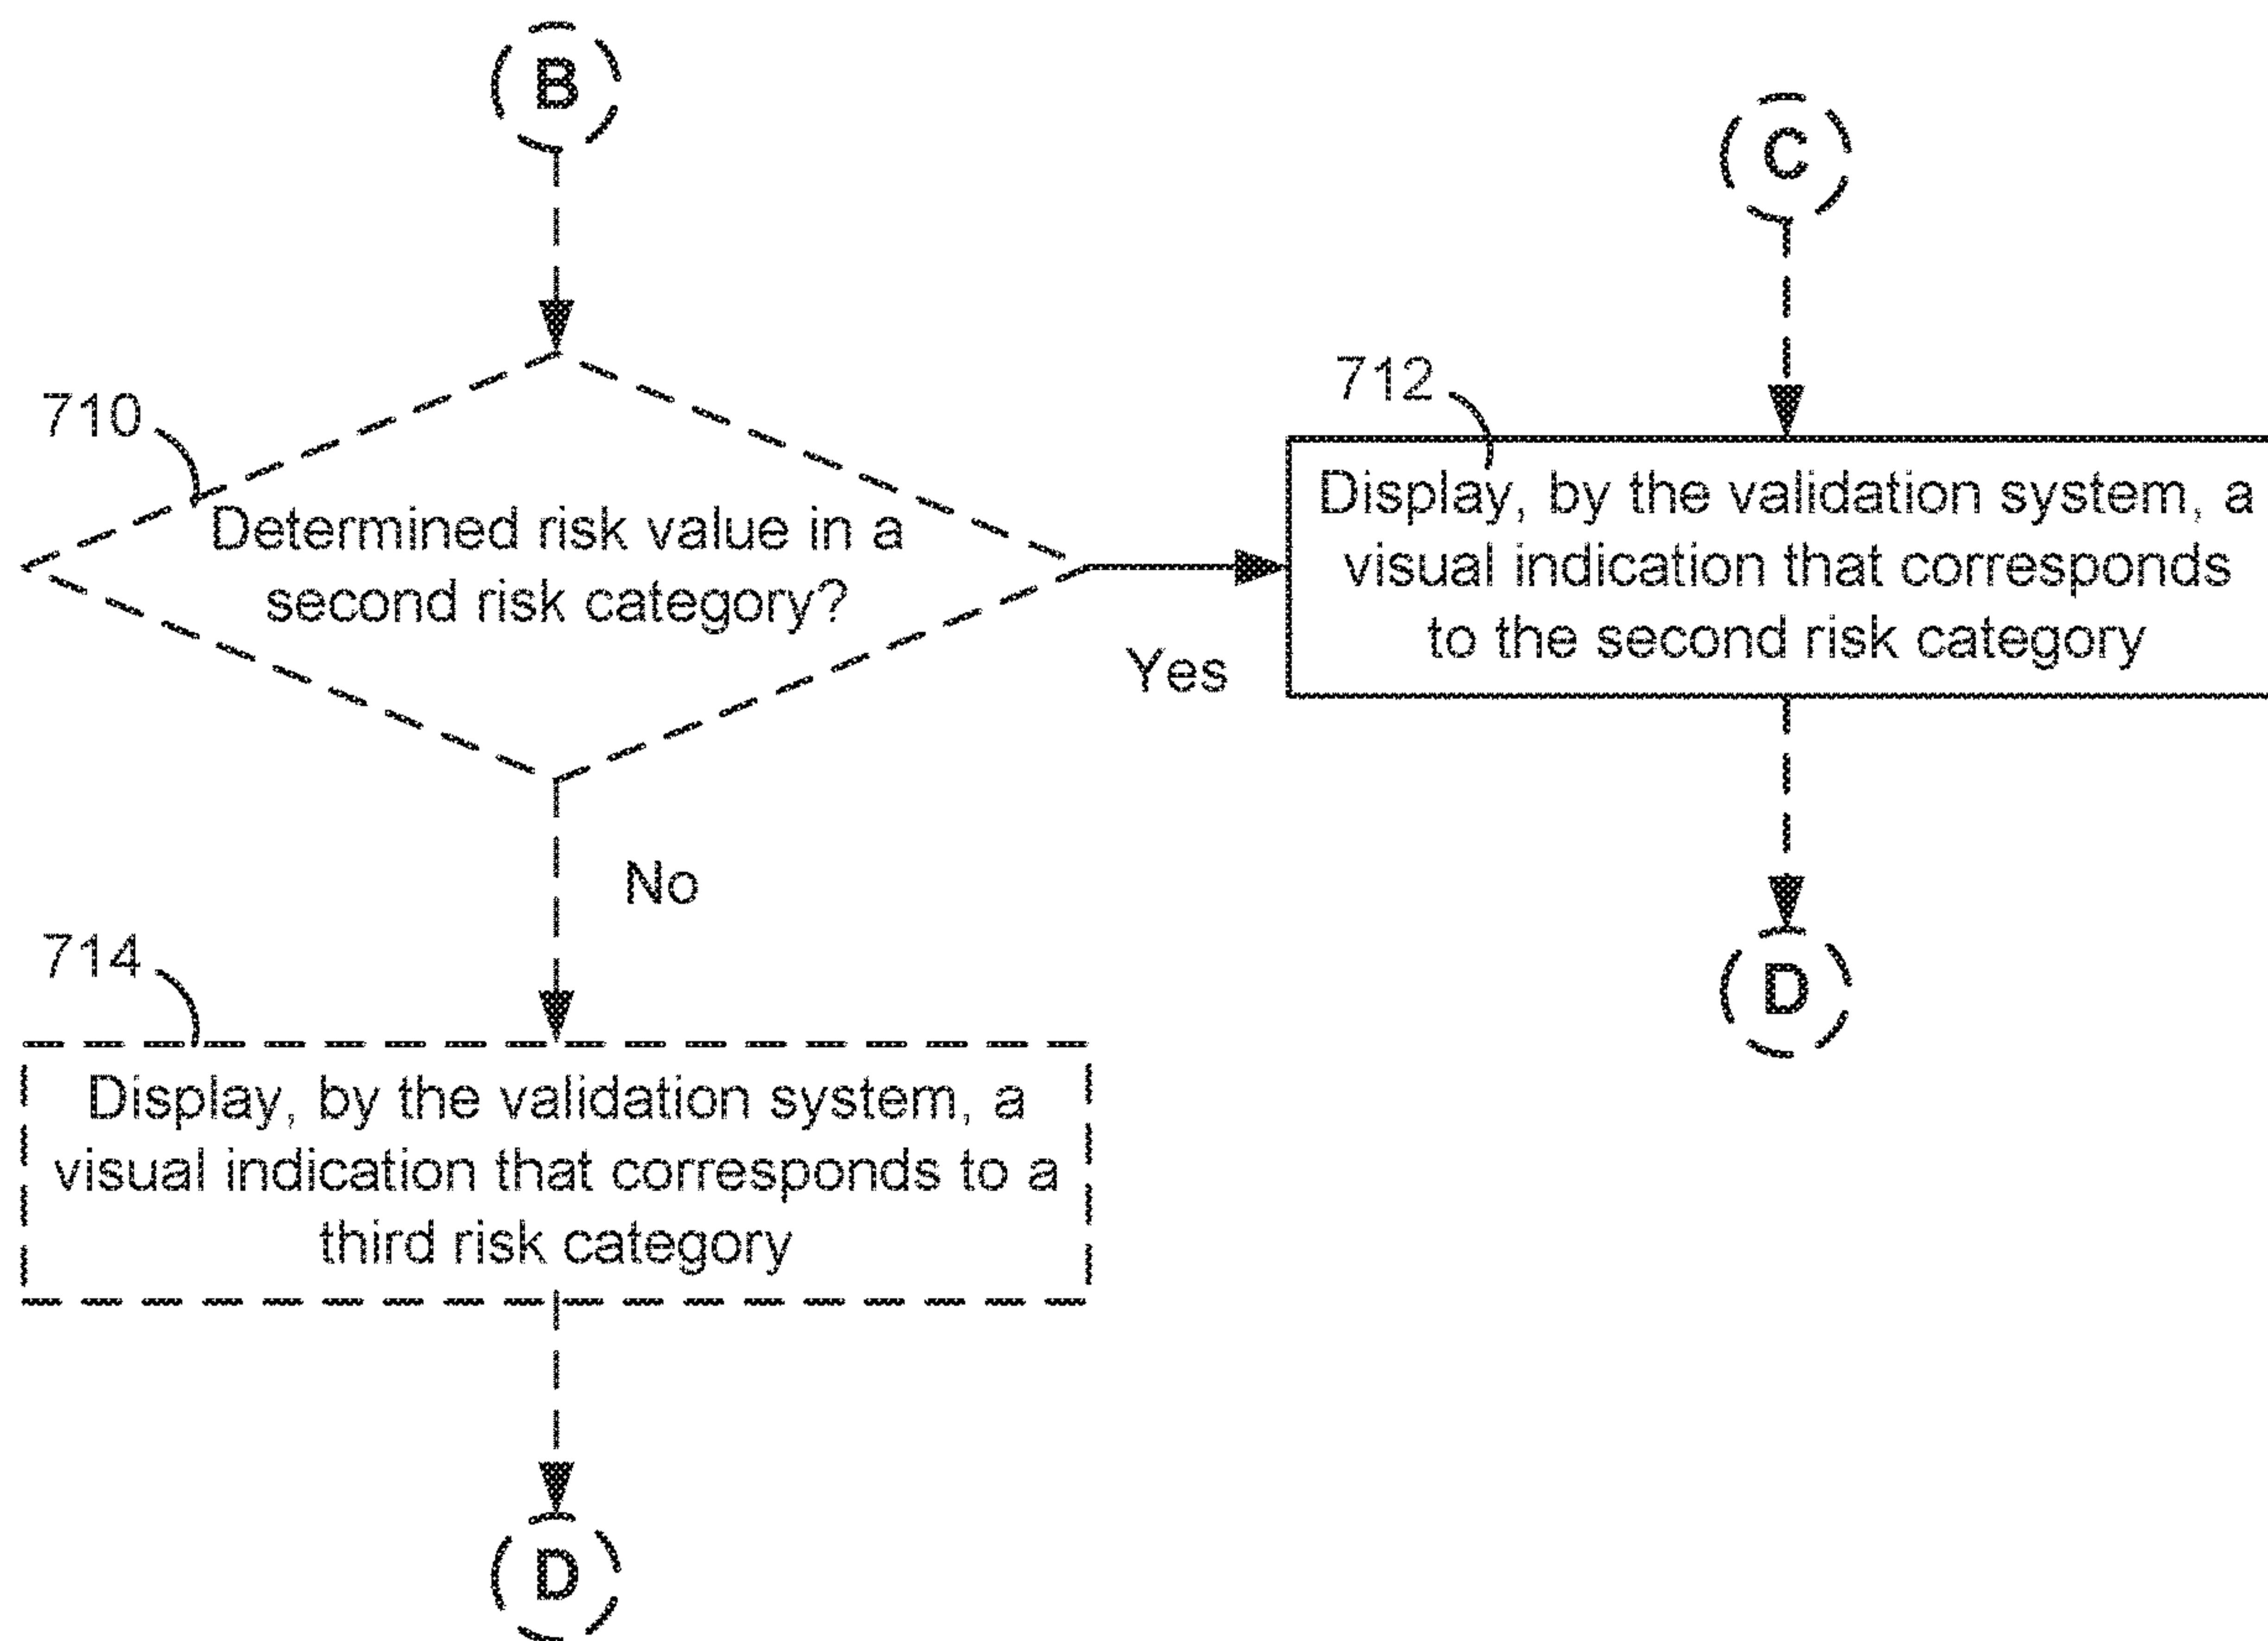 B
710
Determined risk value in a
second risk category?
Yes
No
714
Display, by the validation system, a
visual indication that corresponds to a
third risk category
D
C
712
Display, by the validation system, a
visual indication that corresponds
to the second risk category
D